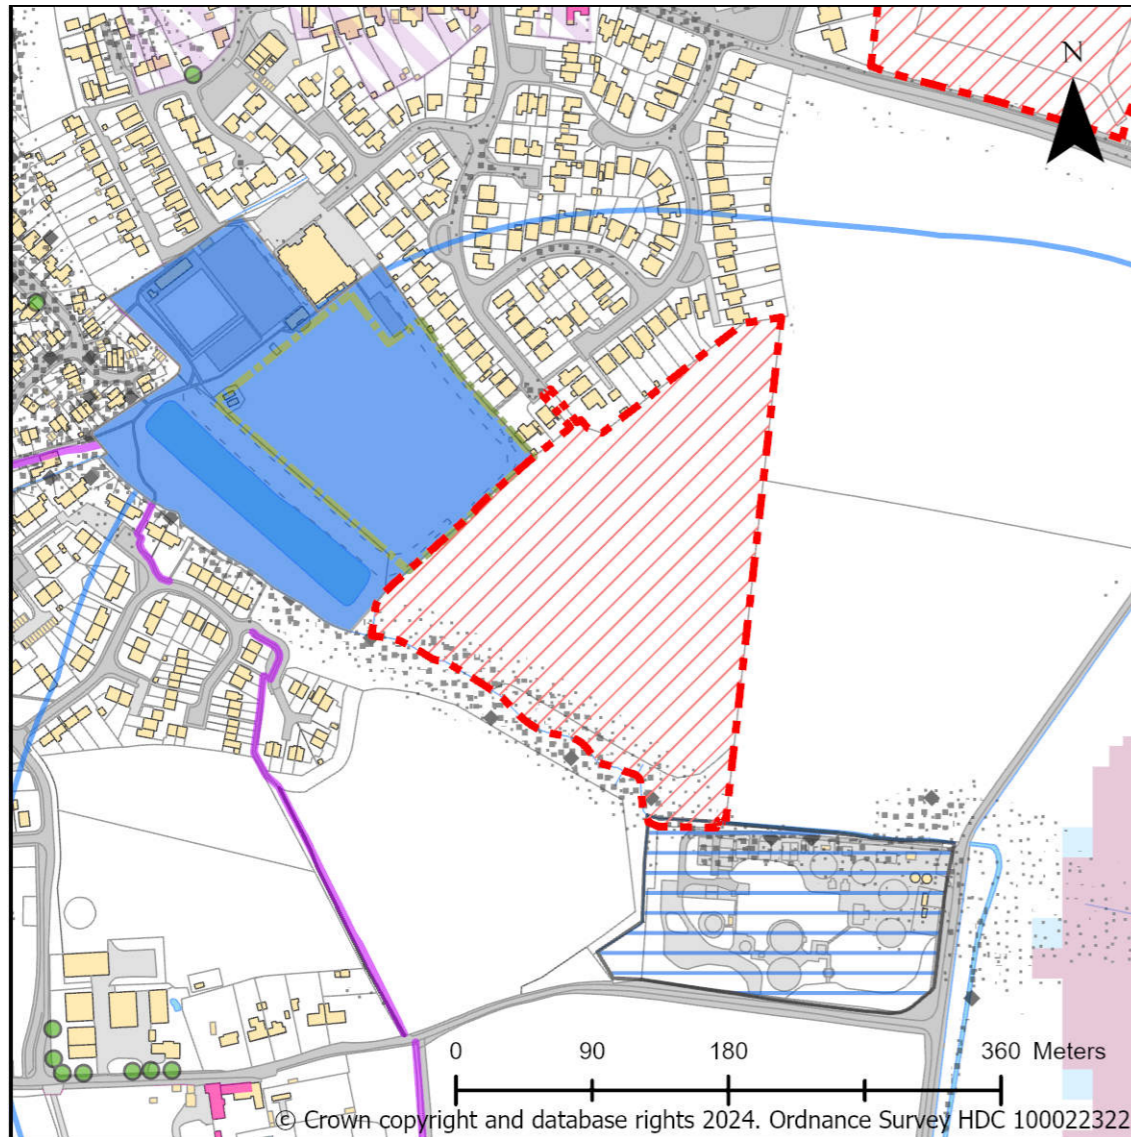 N
0 90 180 360 Meters
© Crown copyright and database rights 2024. Ordnance Survey HDC 100022322